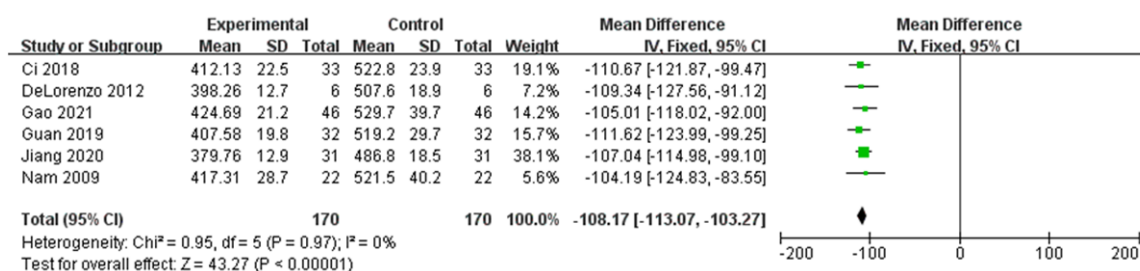 Experimental Control Mean Difference Mean Difference
Study or Subgroup Mean SD Total Mean SD Total Weight IV, Fixed, 95% CI IV, Fixed, 95% CI
Ci 2018 412.13 22.5 33 522.8 23.9 33 19.1% -110.67 [-121.87, -99.47]
DeLorenzo 2012 398.26 12.7 6 507.6 18.9 6 7.2% -109.34 [-127.56, -91.12]
Gao 2021 424.69 21.2 46 529.7 39.7 46 14.2% -105.01 [-118.02, -92.00]
Guan 2019 407.58 19.8 32 519.2 29.7 32 15.7% -111.62 [-123.99, -99.25]
Jiang 2020 379.76 12.9 31 486.8 18.5 31 38.1% -107.04 [-114.98, -99.10]
Nam 2009 417.31 28.7 22 521.5 40.2 22 5.6% -104.19 [-124.83, -83.55]
Total (95% CI) 170 170 100.0% -108.17 [-113.07, -103.27]
Heterogeneity: Chi² = 0.95, df = 5 (P = 0.97); I² = 0%
Test for overall effect: Z = 43.27 (P < 0.00001)
-200 -100 0 100 200